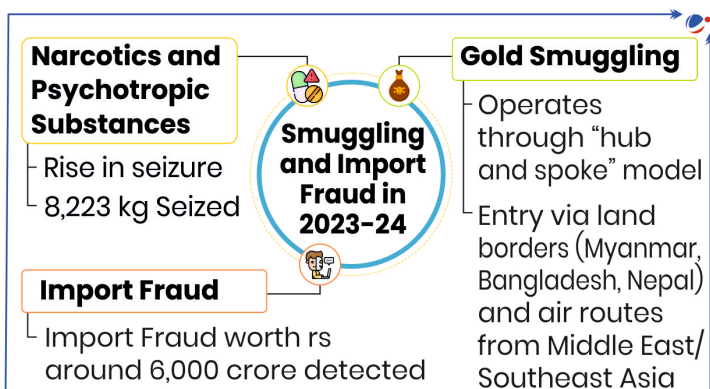 Narcotics and
Psychotropic
Substances
Rise in seizure
8,223 kg Seized
Smuggling
and Import
Fraud in
2023-24
Gold Smuggling
Operates
through “hub
and spoke” model
Entry via land
borders (Myanmar,
Bangladesh, Nepal)
and air routes
from Middle East/
Southeast Asia
Import Fraud
Import Fraud worth rs
around 6,000 crore detected